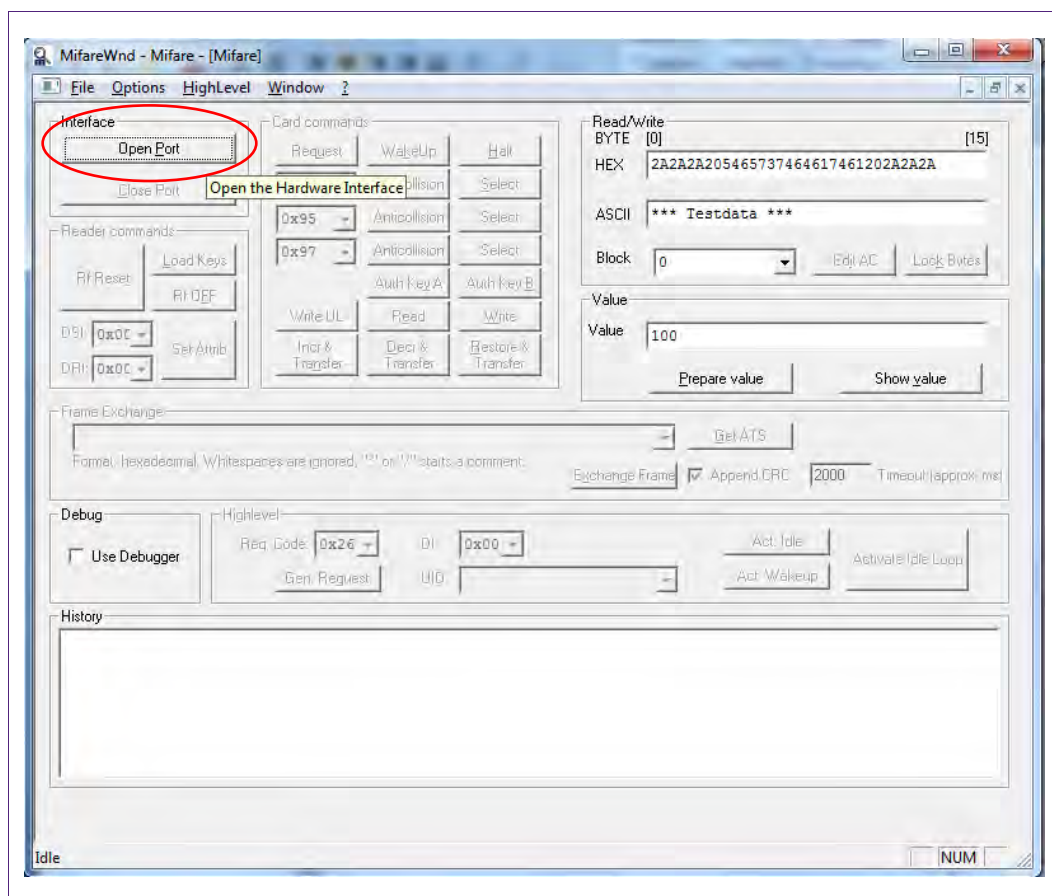 MifareWnd - Mifare - [Mifare]
File Options HighLevel Window ?
Interface
Open Port
Close Port
Open the Hardware Interface
Card commands
Request WakeUp Halt
Select
0x95 Anticollision Select
0x97 Anticollision Select
Auth Key A Auth Key B
Write UL Read Write
Incr & Transfer Decr & Transfer Restore & Transfer
Reader commands
Rf Reset Load Keys
Rf OFF
DSI: 0x0C
DRI: 0x0C
Set Attrib
Read/Write
BYTE [0] [15]
HEX 2A2A2A20546573746461746120​2A2A2A
ASCII *** Testdata ***
Block 0 Edit AC Lock Bytes
Value
Value 100
Prepare value Show value
Frame Exchange
Get ATS
Format: hexadecimal. Whitespaces are ignored, starts a comment.
Exchange Frame Append CRC 2000 Timeout (approx. ms)
Debug
Use Debugger
Highlevel
Req. Code: 0x26 DI: 0x00 Act. Idle
Gen. Request UID: Act. Wakeup Activate Idle Loop
History
Idle NUM